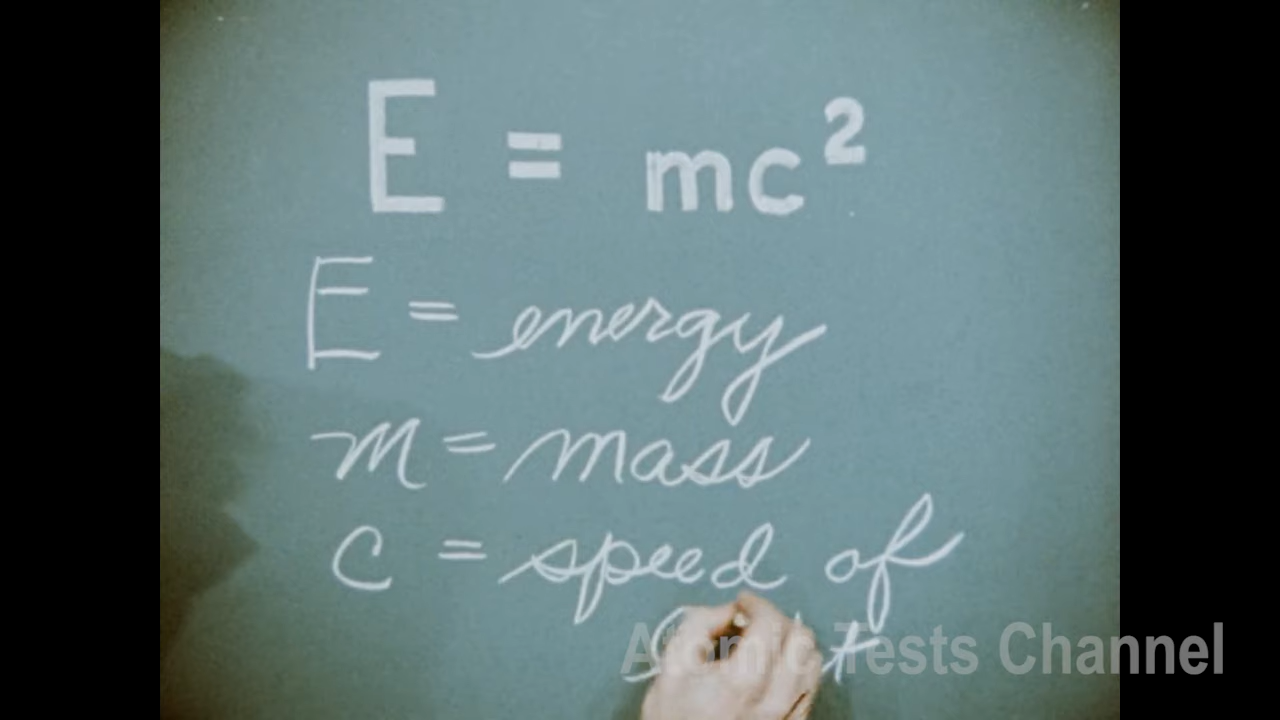 E = mc²
E = energy
m = mass
c = speed of
Atomic Tests Channel